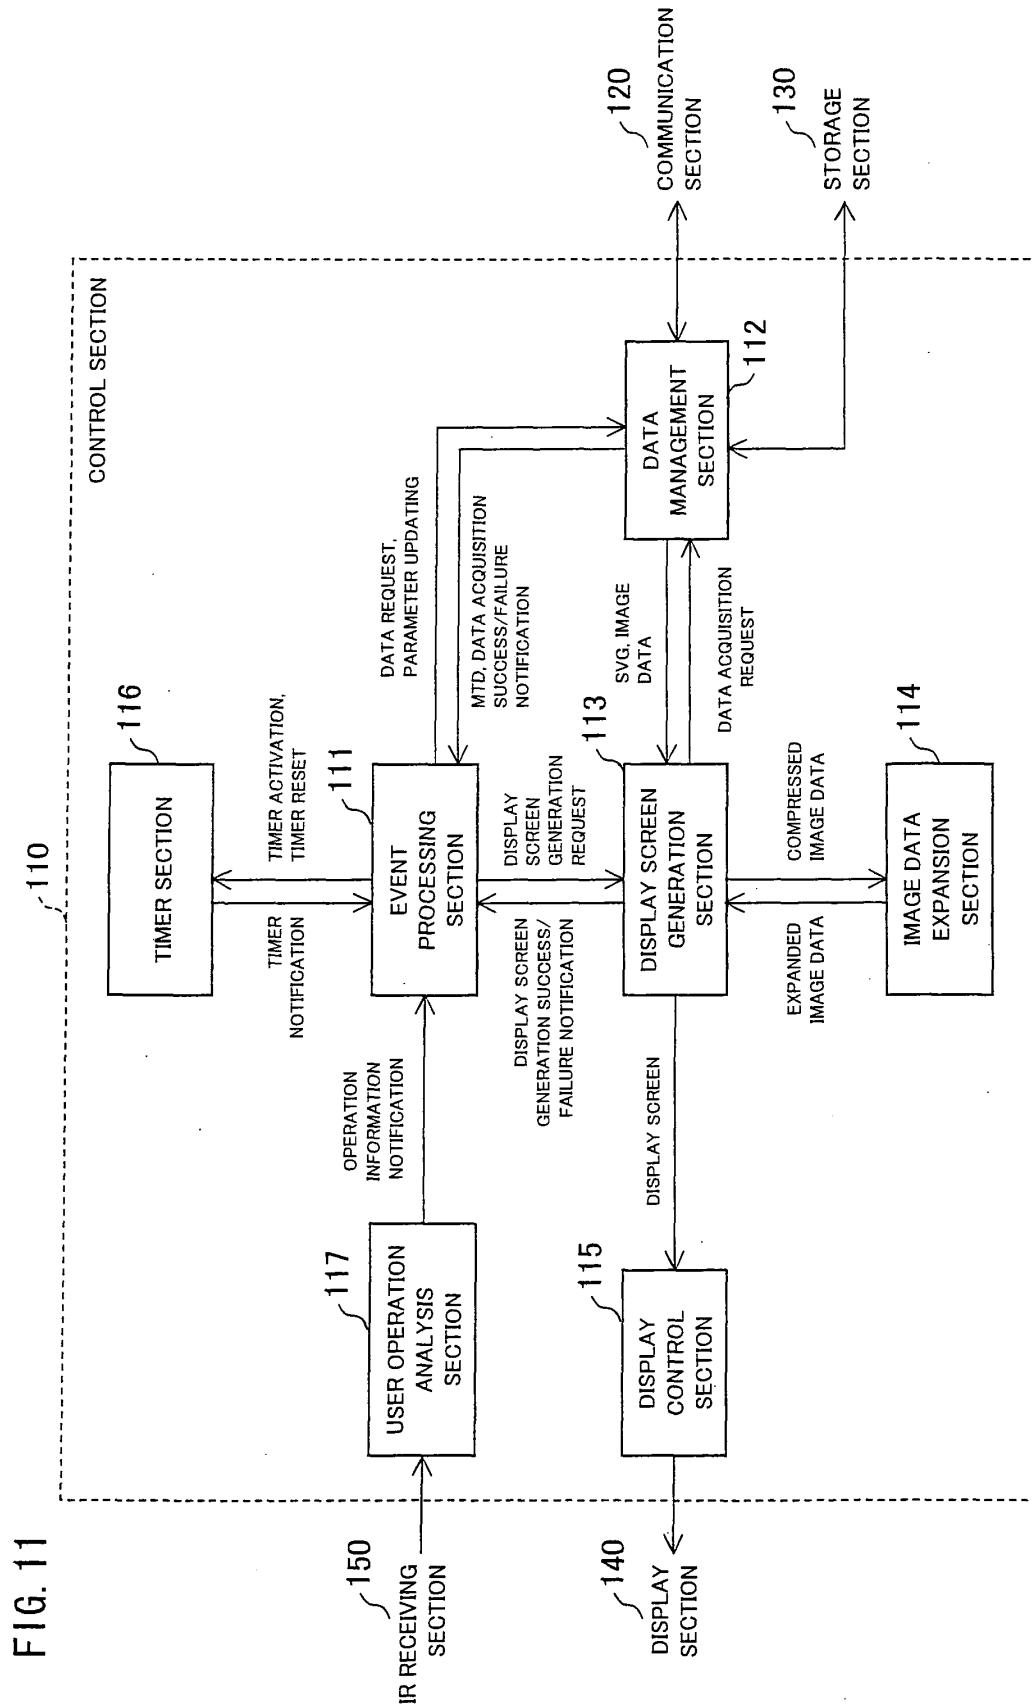 FIG. 11
110
CONTROL SECTION
116
TIMER SECTION
TIMER
NOTIFICATION
TIMER ACTIVATION,
TIMER RESET
150
IR RECEIVING
SECTION
117
USER OPERATION
ANALYSIS
SECTION
OPERATION
INFORMATION
NOTIFICATION
111
EVENT
PROCESSING
SECTION
DATA REQUEST,
PARAMETER UPDATING
MTD, DATA ACQUISITION
SUCCESS/FAILURE
NOTIFICATION
DISPLAY SCREEN
GENERATION SUCCESS/
FAILURE NOTIFICATION
DISPLAY
SCREEN
GENERATION
REQUEST
140
DISPLAY
SECTION
115
DISPLAY
CONTROL
SECTION
DISPLAY SCREEN
113
DISPLAY SCREEN
GENERATION
SECTION
SVG, IMAGE
DATA
DATA ACQUISITION
REQUEST
112
DATA
MANAGEMENT
SECTION
120
COMMUNICATION
SECTION
130
STORAGE
SECTION
EXPANDED
IMAGE DATA
COMPRESSED
IMAGE DATA
114
IMAGE DATA
EXPANSION
SECTION